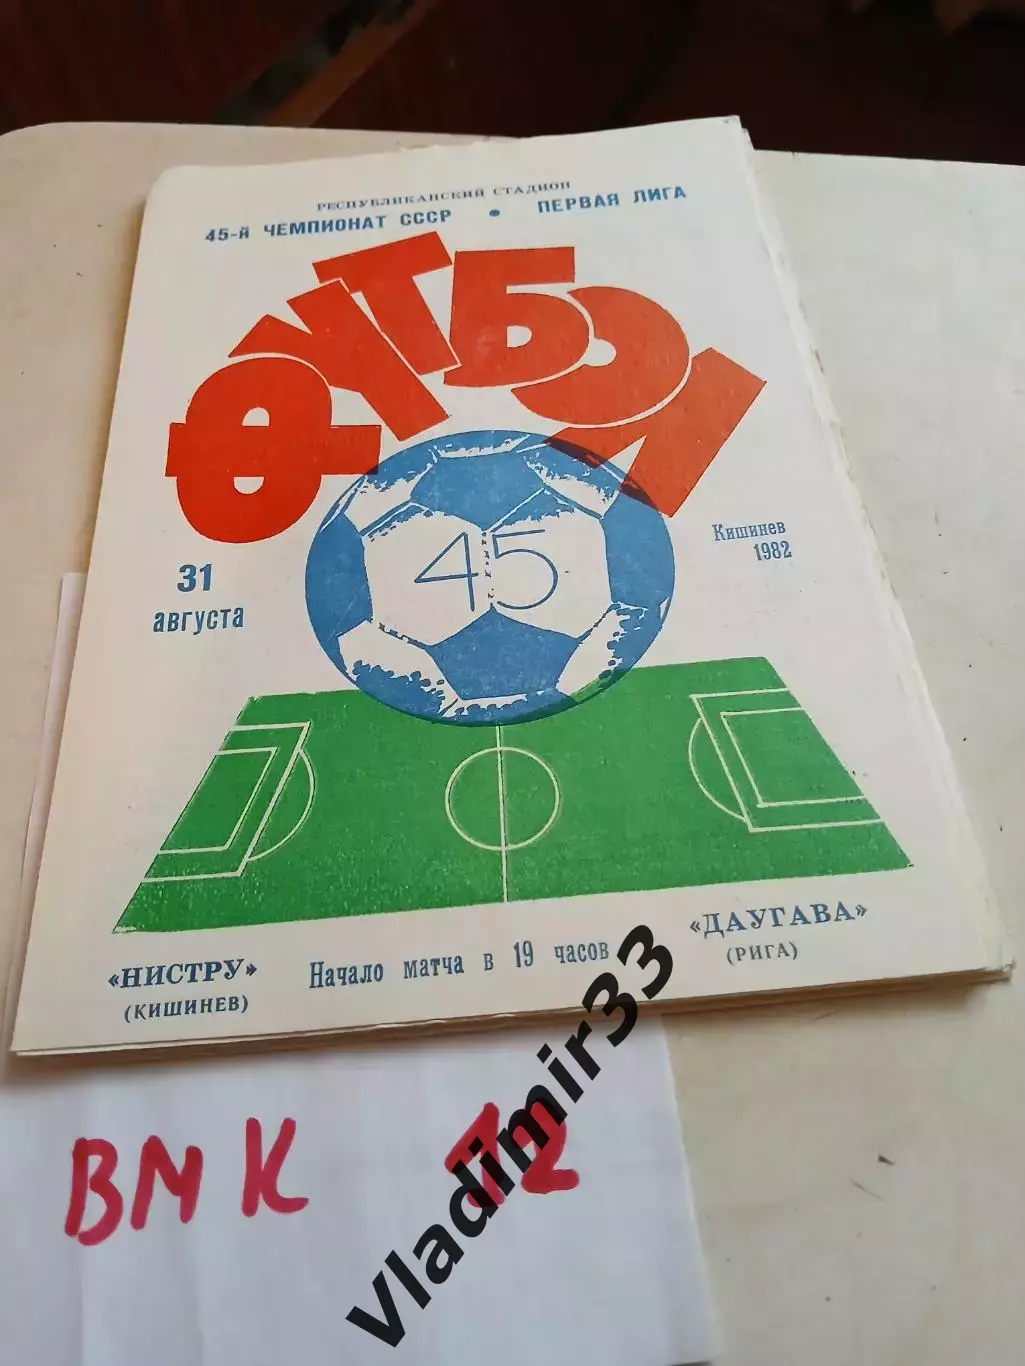 РЕСПУБЛИКАНСКИЙ СТАДИОН
45-й ЧЕМПИОНАТ СССР • ПЕРВАЯ ЛИГА
ФУТБОЛ
45
Кишинев
1982
31
августа
«НИСТРУ»
(КИШИНЕВ)
Начало матча в 19 часов
«ДАУГАВА»
(РИГА)
ВМК
Vladimir33